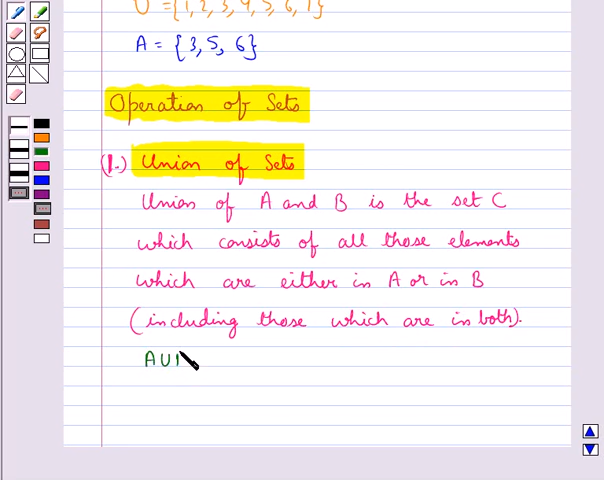 U = {1, 2, 3, 4, 5, 6, 7}
A = {3, 5, 6}
Operation of Sets
(1.) Union of Sets
Union of A and B is the set C
which consists of all those elements
which are either in A or in B
(including those which are in both).
A U